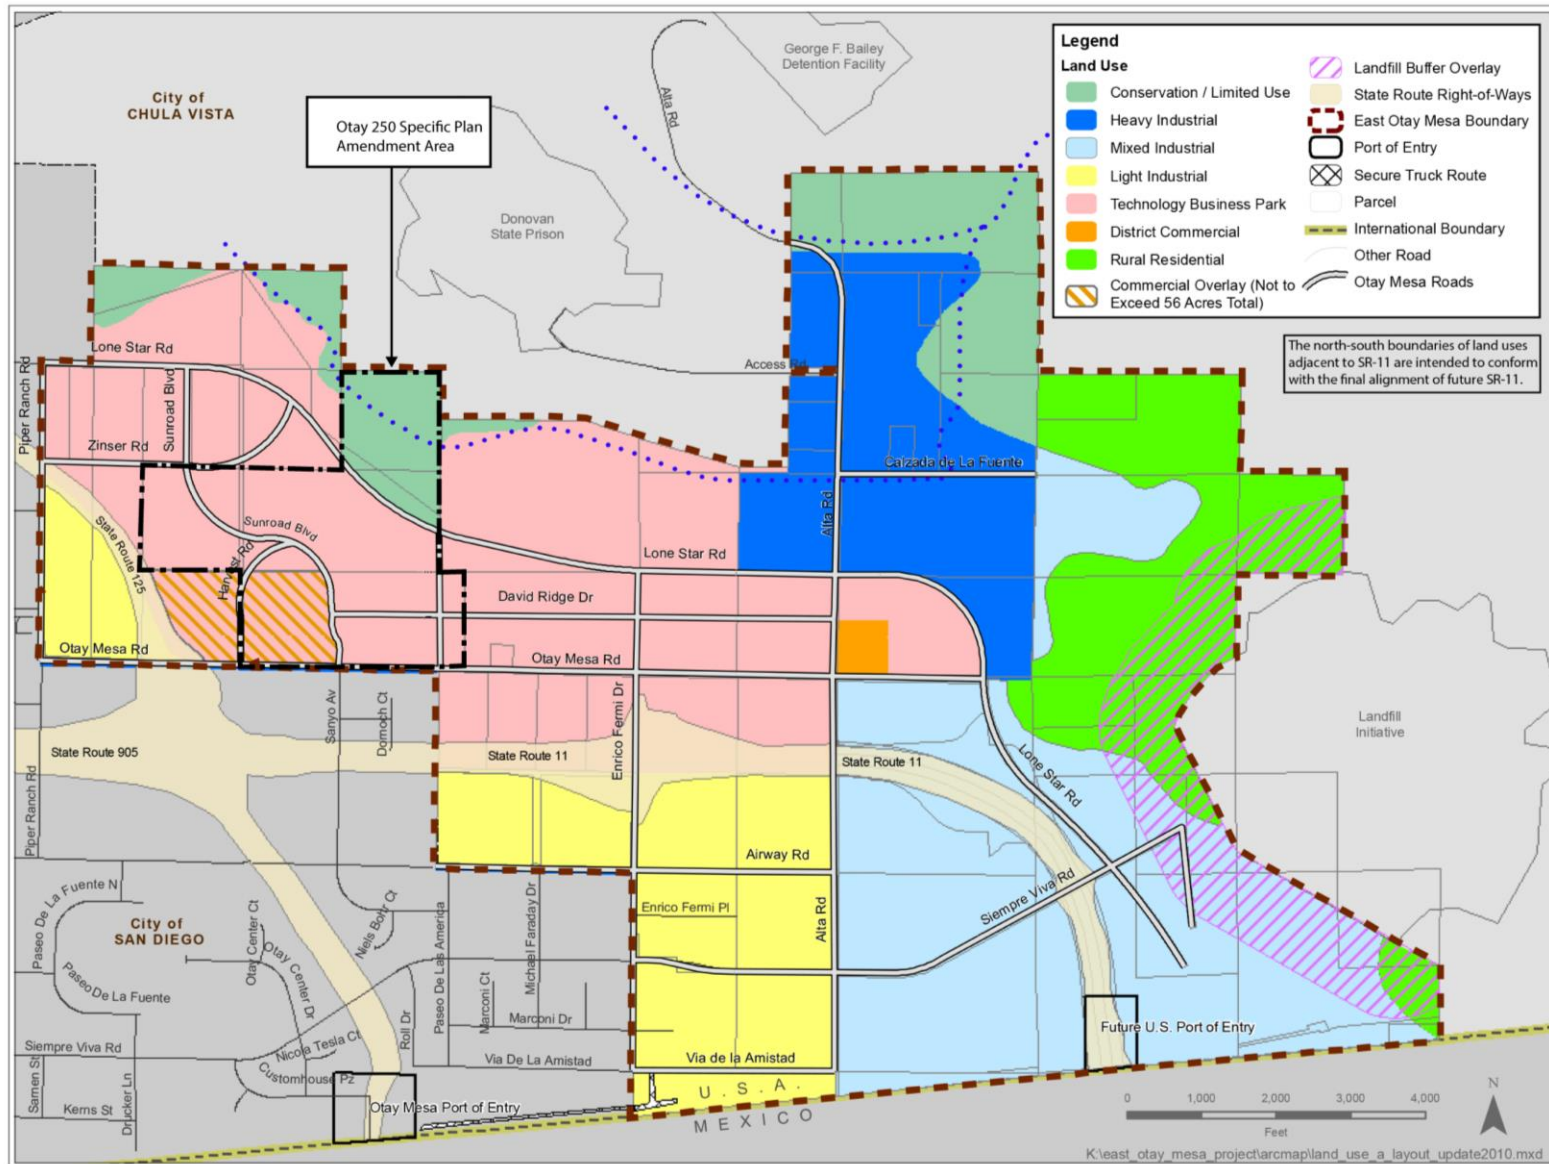 George F. Bailey
Detention Facility
City of
CHULA VISTA
Otay 250 Specific Plan
Amendment Area
Alta Rd
Donovan
State Prison
Legend
Land Use
Conservation / Limited Use
Heavy Industrial
Mixed Industrial
Light Industrial
Technology Business Park
District Commercial
Rural Residential
Commercial Overlay (Not to
Exceed 56 Acres Total)
Landfill Buffer Overlay
State Route Right-of-Ways
East Otay Mesa Boundary
Port of Entry
Secure Truck Route
Parcel
International Boundary
Other Road
Otay Mesa Roads
The north-south boundaries of land uses
adjacent to SR-11 are intended to conform
with the final alignment of future SR-11.
Lone Star Rd
Access Rd
Piper Ranch Rd
Sunroad Blvd
Zinser Rd
Calzada de La Fuente
Alta Rd
State Route 125
Sunroad Blvd
Harvest Rd
Lone Star Rd
David Ridge Dr
Otay Mesa Rd
Otay Mesa Rd
Sanyo Av
Domoch Ct
Enrico Fermi Dr
Landfill
Initiative
State Route 905
State Route 11
State Route 11
Lone Star Rd
Piper Ranch Rd
Airway Rd
Paseo De La Fuente N
City of
SAN DIEGO
Otay Center Ct
Otay Center Dr
Niels Bohr Ct
Paseo De Las America
Michael Faraday Dr
Enrico Fermi Pl
Alta Rd
Siempre Viva Rd
Paseo De La Fuente
Marconi Ct
Marconi Dr
Roll Dr
Future U.S. Port of Entry
Siempre Viva Rd
Nicola Tesla Ct
Via De La Amistad
Via de la Amistad
Sarnen St
Customhouse Pz
Drucker Ln
Kerns St
Otay Mesa Port of Entry
U.S.A.
MEXICO
N
0 1,000 2,000 3,000 4,000
Feet
K:\east_otay_mesa_project\arcmap\land_use_a_layout_update2010.mxd